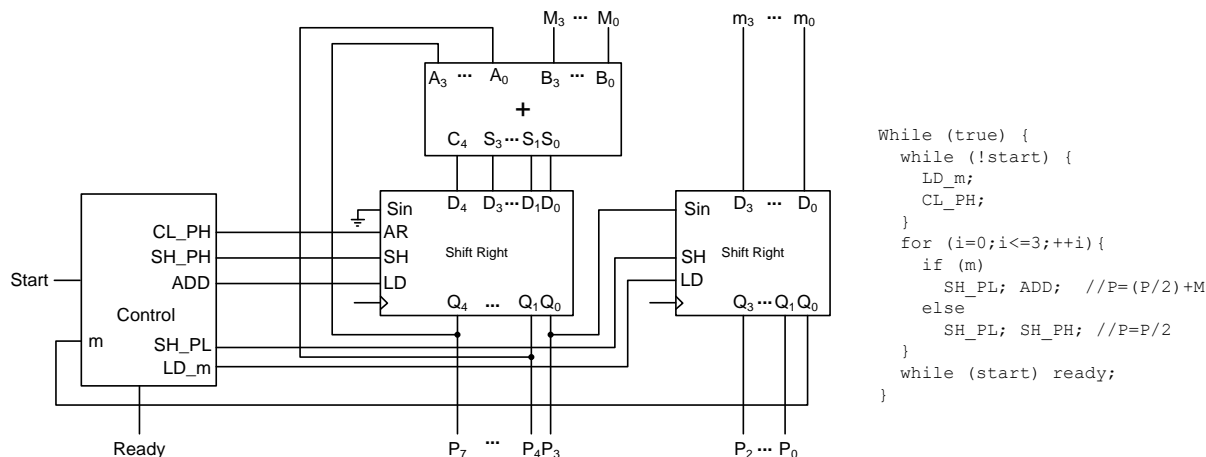 M₃ ··· M₀
m₃ ··· m₀
A₃ ··· A₀ B₃ ··· B₀
+
C₄ S₃ ··· S₁ S₀
D₄ D₃ ··· D₁ D₀
Sin
AR
SH
LD
Shift Right
Q₄ ... Q₁ Q₀
D₃ ··· D₀
Sin
SH
LD
Shift Right
Q₃ ··· Q₁ Q₀
Start
CL_PH
SH_PH
ADD
Control
m
SH_PL
LD_m
Ready
P₇ ··· P₄ P₃
P₂ ··· P₀
While (true) {
while (!start) {
LD_m;
CL_PH;
}
for (i=0;i<=3;++i){
if (m)
SH_PL; ADD; //P=(P/2)+M
else
SH_PL; SH_PH; //P=P/2
}
while (start) ready;
}